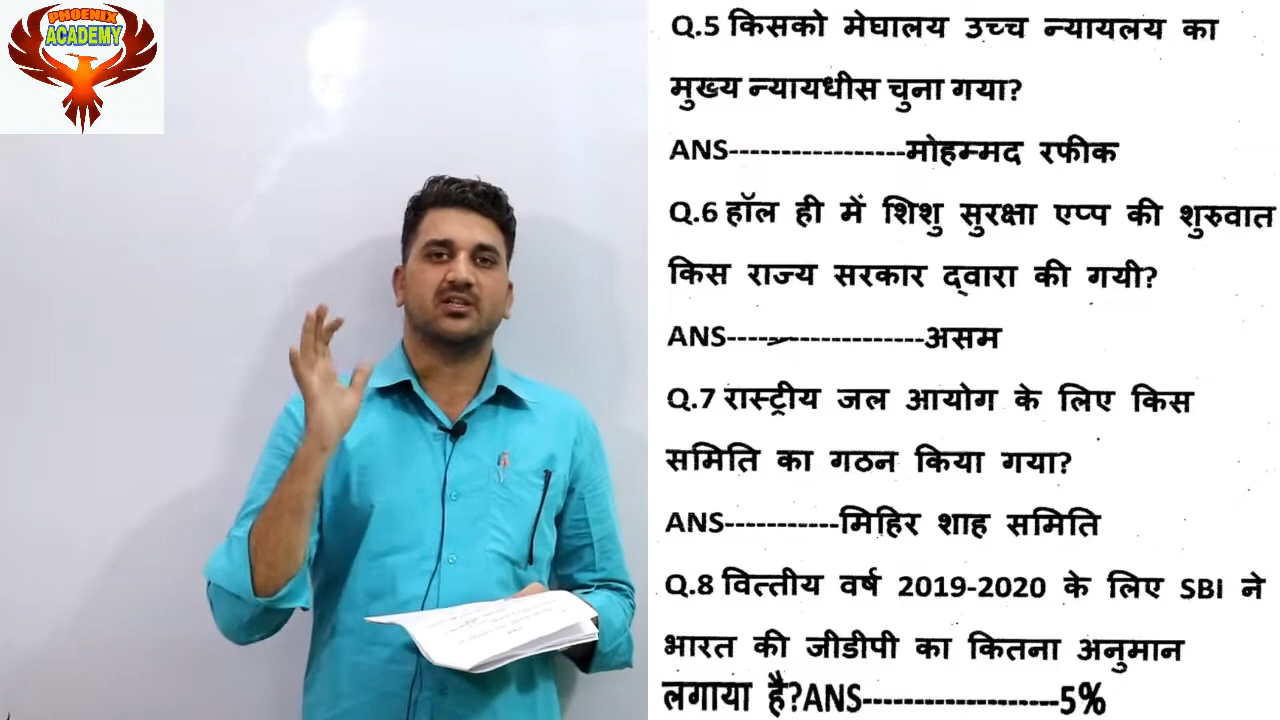 PHOENIX
ACADEMY
Q.5 किसको मेघालय उच्च न्यायलय का
मुख्य न्यायधीस चुना गया?
ANS-----------------मोहम्मद रफीक
Q.6 हॉल ही में शिशु सुरक्षा एप्प की शुरुवात
किस राज्य सरकार द्वारा की गयी?
ANS-------------------असम
Q.7 रास्ट्रीय जल आयोग के लिए किस
समिति का गठन किया गया?
ANS-----------मिहिर शाह समिति
Q.8 वित्तीय वर्ष 2019-2020 के लिए SBI ने
भारत की जीडीपी का कितना अनुमान
लगाया है?ANS-------------------5%